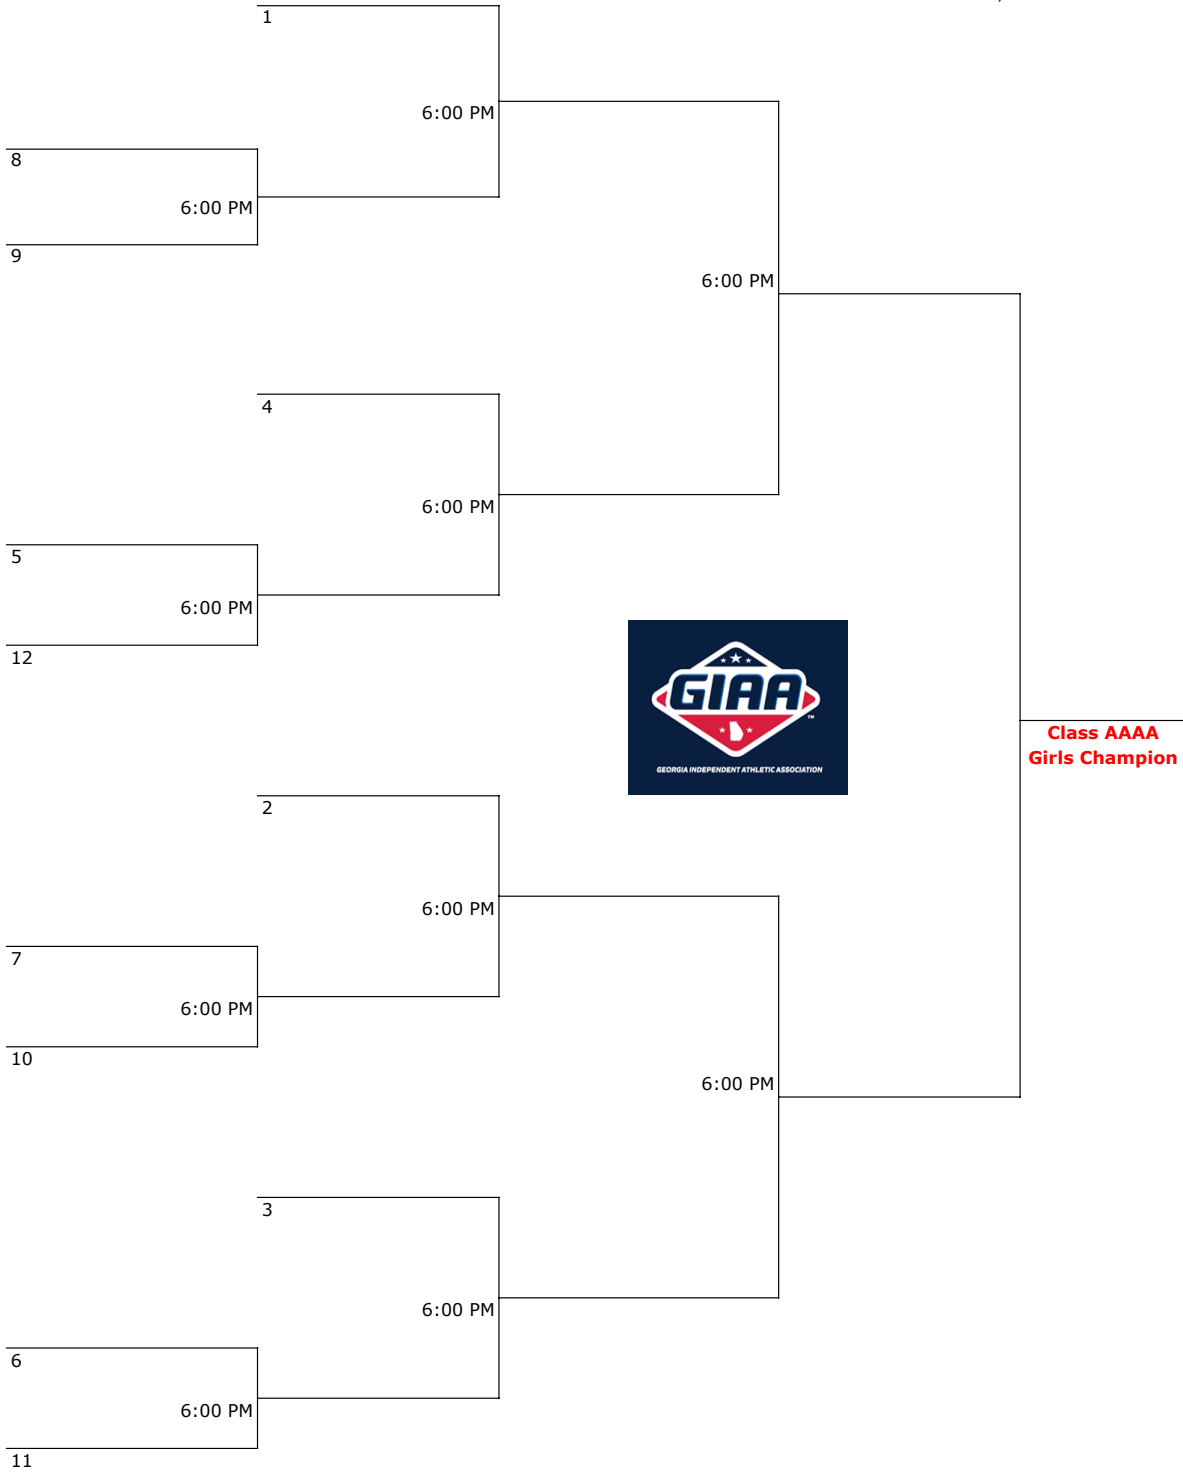 1
6:00 PM
8
6:00 PM
9
6:00 PM
4
6:00 PM
5
6:00 PM
12
GIAA
TM
GEORGIA INDEPENDENT ATHLETIC ASSOCIATION
Class AAAA
Girls Champion
2
6:00 PM
7
6:00 PM
10
6:00 PM
3
6:00 PM
6
6:00 PM
11